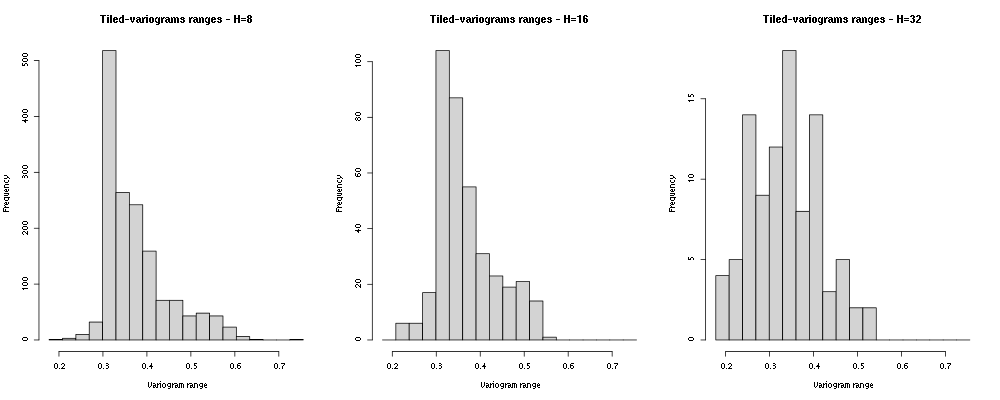 Tiled-variograms ranges - H=8
Frequency
0 100 200 300 400 500
0.2 0.3 0.4 0.5 0.6 0.7
Variogram range
Tiled-variograms ranges - H=16
Frequency
0 20 40 60 80 100
0.2 0.3 0.4 0.5 0.6 0.7
Variogram range
Tiled-variograms ranges - H=32
Frequency
0 5 10 15
0.2 0.3 0.4 0.5 0.6 0.7
Variogram range